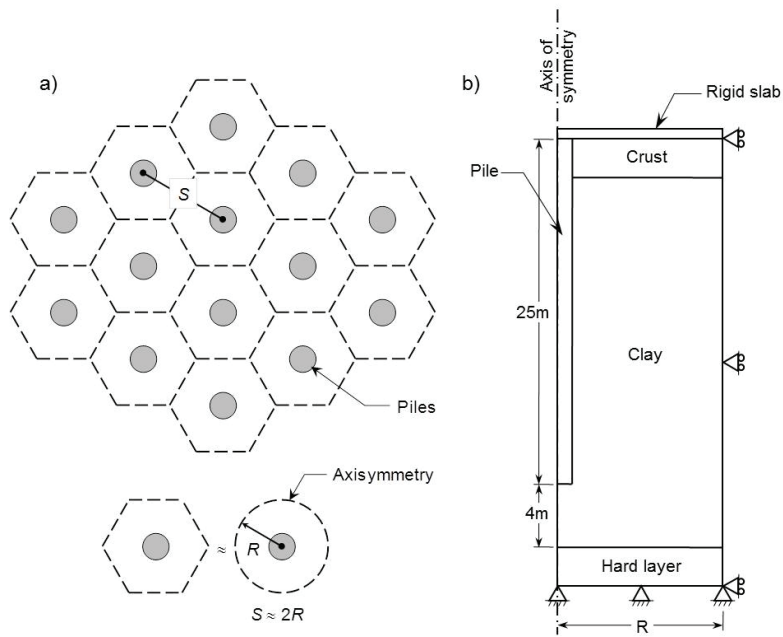 a)
S
Piles
Axisymmetry
≈
R
S ≈ 2R
b)
Axis of
symmetry
Rigid slab
Crust
Pile
25m
Clay
4m
Hard layer
R